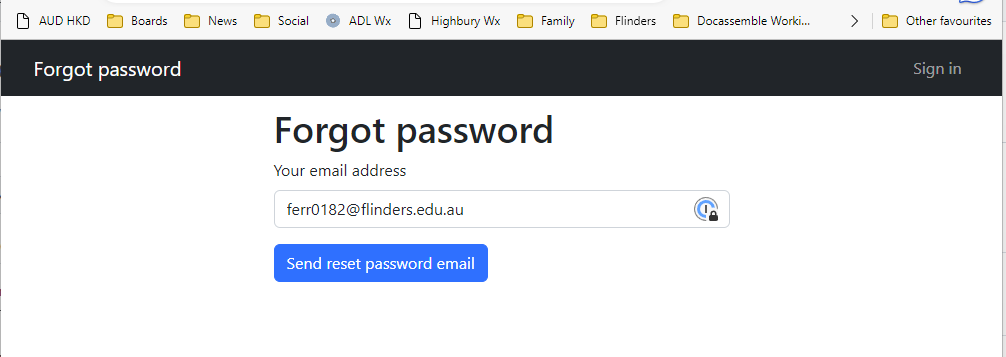 AUD HKD Boards News Social ADL Wx Highbury Wx Family Flinders Docassemble Worki... Other favourites
Forgot password Sign in
Forgot password
Your email address
ferr0182@flinders.edu.au
Send reset password email